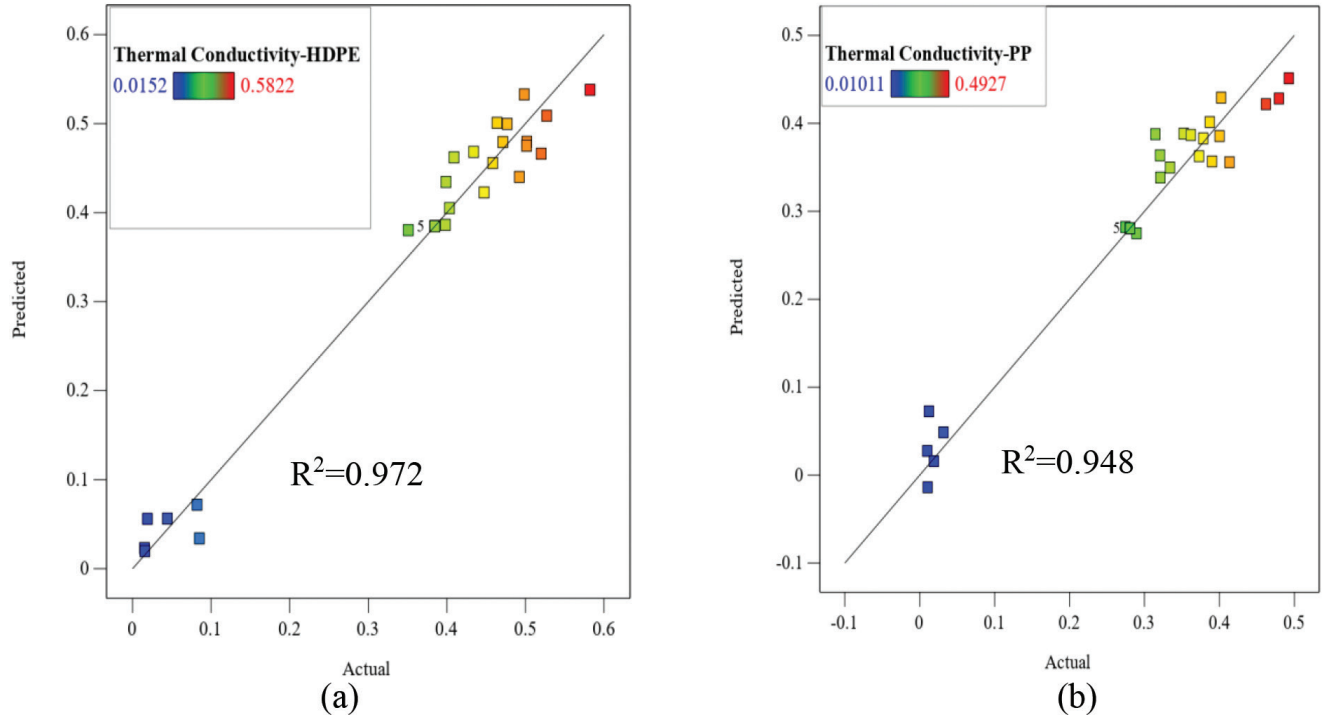 Thermal Conductivity-HDPE
0.0152 0.5822
0.6
0.5
0.4
0.3
0.2
0.1
0
Predicted
5
R²=0.972
0 0.1 0.2 0.3 0.4 0.5 0.6
Actual
(a)
Thermal Conductivity-PP
0.01011 0.4927
0.5
0.4
0.3
0.2
0.1
0
-0.1
Predicted
5
R²=0.948
-0.1 0 0.1 0.2 0.3 0.4 0.5
Actual
(b)